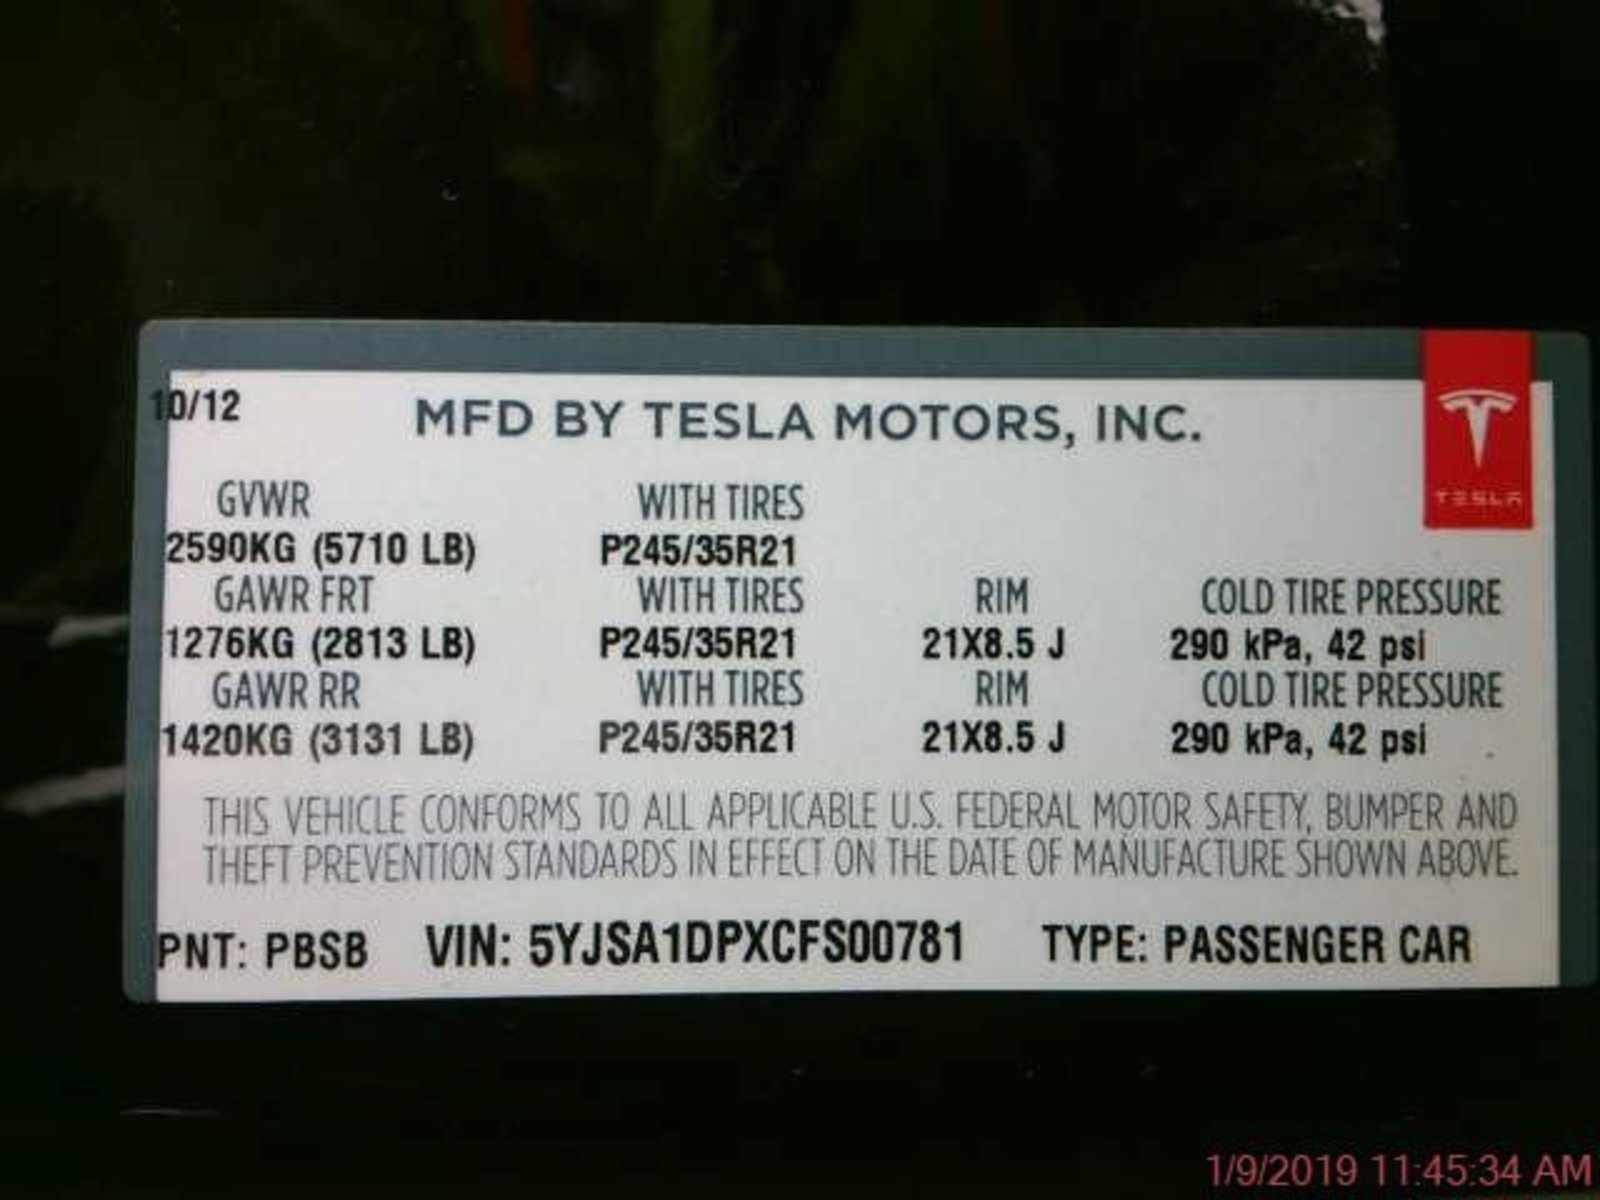 10/12 MFD BY TESLA MOTORS, INC.
TESLA
GVWR WITH TIRES
2590KG (5710 LB) P245/35R21
GAWR FRT WITH TIRES RIM COLD TIRE PRESSURE
1276KG (2813 LB) P245/35R21 21X8.5 J 290 kPa, 42 psi
GAWR RR WITH TIRES RIM COLD TIRE PRESSURE
1420KG (3131 LB) P245/35R21 21X8.5 J 290 kPa, 42 psi
THIS VEHICLE CONFORMS TO ALL APPLICABLE U.S. FEDERAL MOTOR SAFETY, BUMPER AND
THEFT PREVENTION STANDARDS IN EFFECT ON THE DATE OF MANUFACTURE SHOWN ABOVE.
PNT: PBSB VIN: 5YJSA1DPXCFS00781 TYPE: PASSENGER CAR
1/9/2019 11:45:34 AM